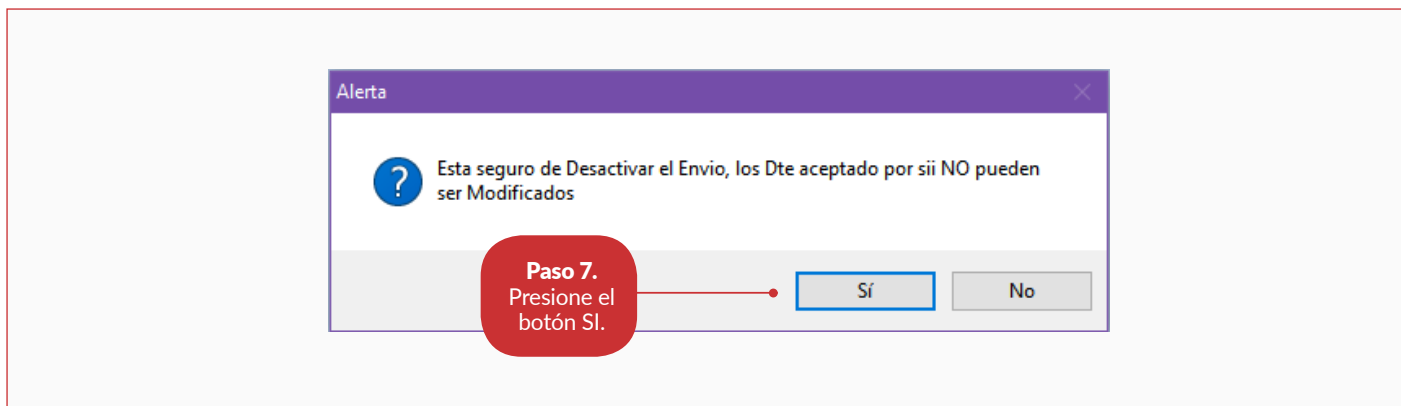 Alerta
Esta seguro de Desactivar el Envio, los Dte aceptado por sii NO pueden
ser Modificados
Paso 7.
Presione el
botón SI.
Sí
No